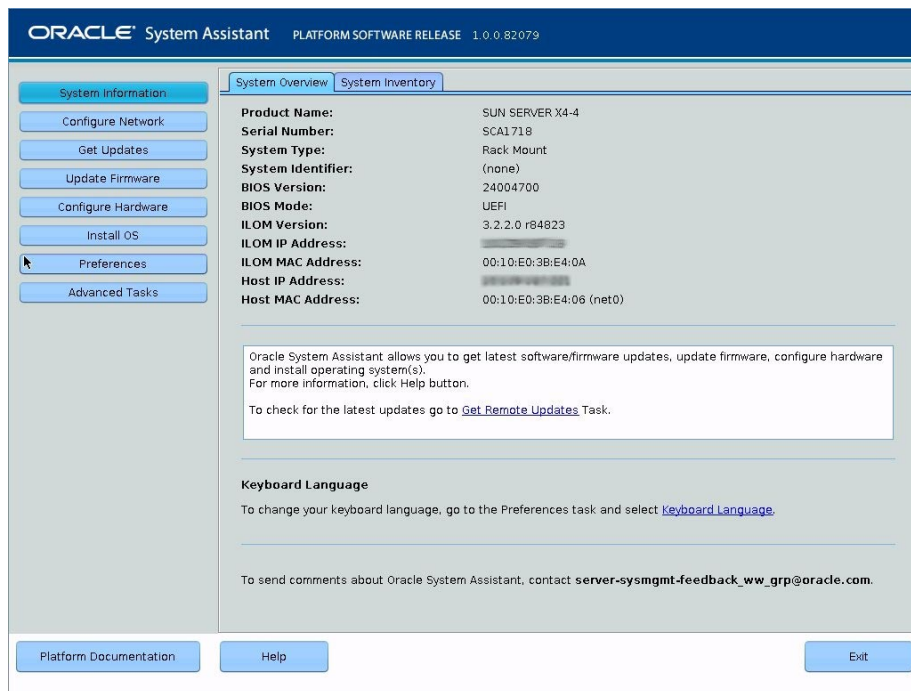 ORACLE System Assistant PLATFORM SOFTWARE RELEASE 1.0.0.82079
System Information
Configure Network
Get Updates
Update Firmware
Configure Hardware
Install OS
Preferences
Advanced Tasks
System Overview System Inventory
Product Name: SUN SERVER X4-4
Serial Number: SCA1718
System Type: Rack Mount
System Identifier: (none)
BIOS Version: 24004700
BIOS Mode: UEFI
ILOM Version: 3.2.2.0 r84823
ILOM IP Address:
ILOM MAC Address: 00:10:E0:3B:E4:0A
Host IP Address:
Host MAC Address: 00:10:E0:3B:E4:06 (net0)
Oracle System Assistant allows you to get latest software/firmware updates, update firmware, configure hardware
and install operating system(s).
For more information, click Help button.
To check for the latest updates go to Get Remote Updates Task.
Keyboard Language
To change your keyboard language, go to the Preferences task and select Keyboard Language.
To send comments about Oracle System Assistant, contact server-sysmgmt-feedback_ww_grp@oracle.com.
Platform Documentation
Help
Exit